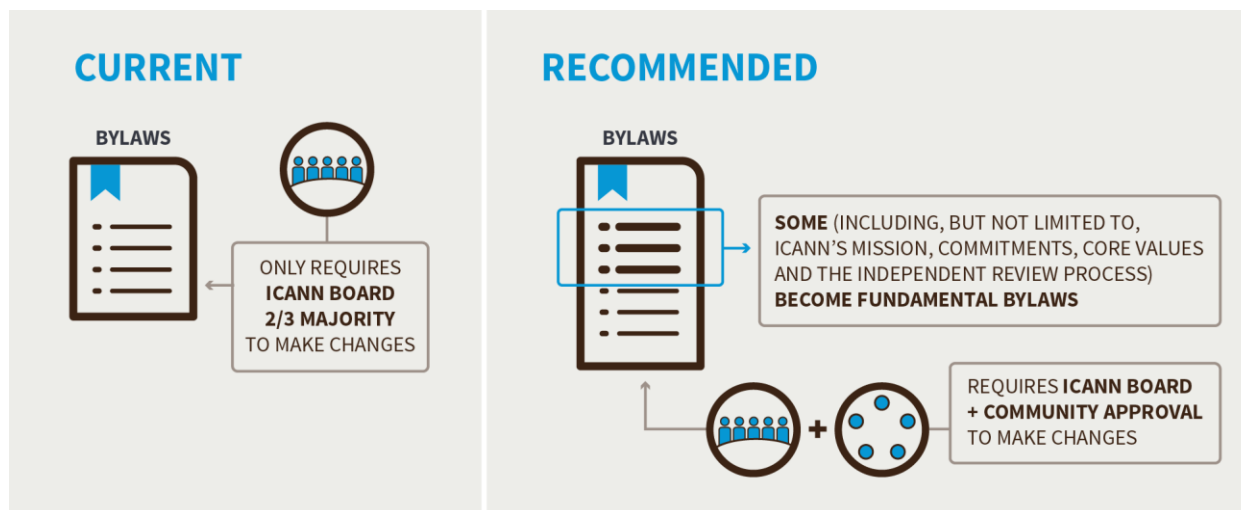 CURRENT
BYLAWS
ONLY REQUIRES
ICANN BOARD
2/3 MAJORITY
TO MAKE CHANGES
RECOMMENDED
BYLAWS
SOME (INCLUDING, BUT NOT LIMITED TO,
ICANN’S MISSION, COMMITMENTS, CORE VALUES
AND THE INDEPENDENT REVIEW PROCESS)
BECOME FUNDAMENTAL BYLAWS
REQUIRES ICANN BOARD
+ COMMUNITY APPROVAL
TO MAKE CHANGES